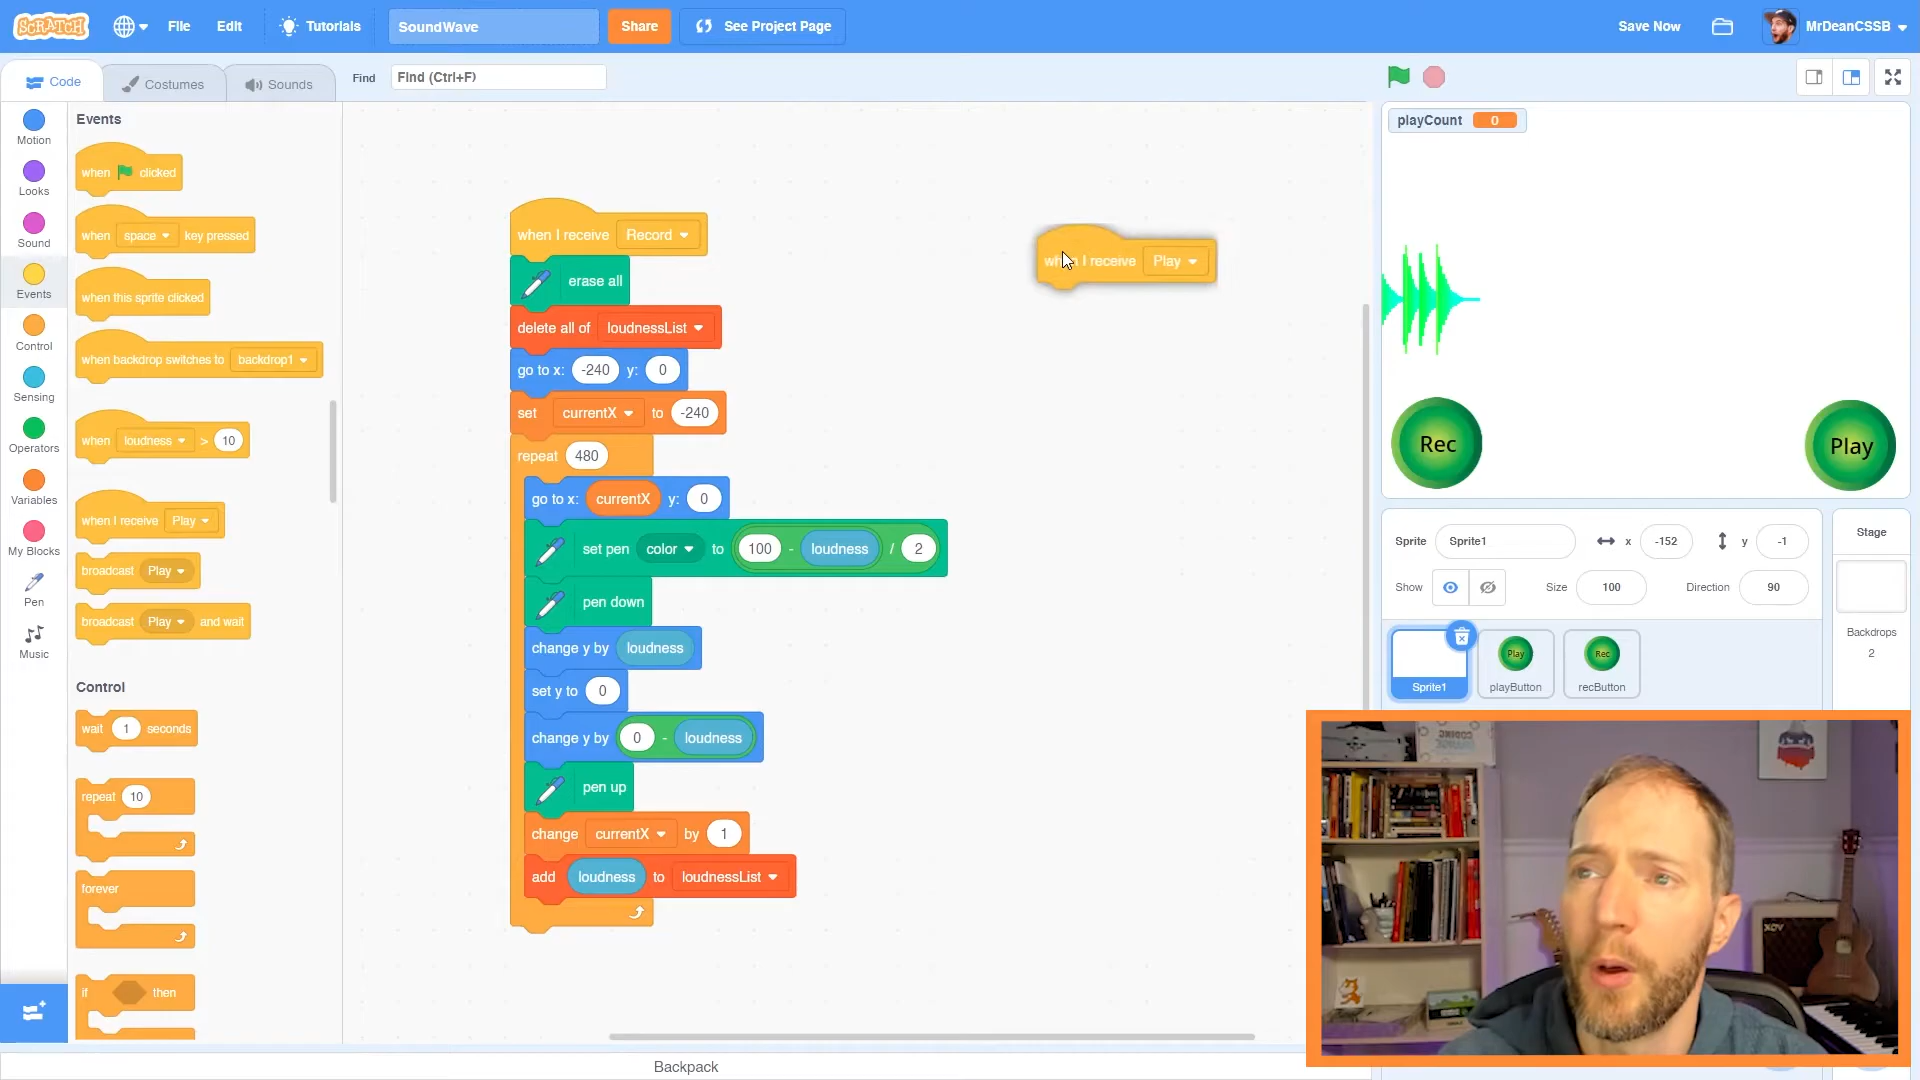 SCRATCH
File
Edit
Tutorials
SoundWave
Share
See Project Page
Save Now
MrDeanCSSB
Code
Costumes
Sounds
Find
Find (Ctrl+F)
Motion
Looks
Sound
Events
Control
Sensing
Operators
Variables
My Blocks
Pen
Music
Events
when clicked
when space key pressed
when this sprite clicked
when backdrop switches to backdrop1
when loudness > 10
when I receive Play
broadcast Play
broadcast Play and wait
Control
wait 1 seconds
repeat 10
forever
if then
when I receive Record
erase all
delete all of loudnessList
go to x: -240 y: 0
set currentX to -240
repeat 480
go to x: currentX y: 0
set pen color to 100 - loudness / 2
pen down
change y by loudness
set y to 0
change y by 0 - loudness
pen up
change currentX by 1
add loudness to loudnessList
when I receive Play
Backpack
playCount 0
Rec
Play
Sprite Sprite1 x -152 y -1
Show Size 100 Direction 90
Play
Rec
Sprite1
playButton
recButton
Stage
Backdrops
2
CODING
VOX